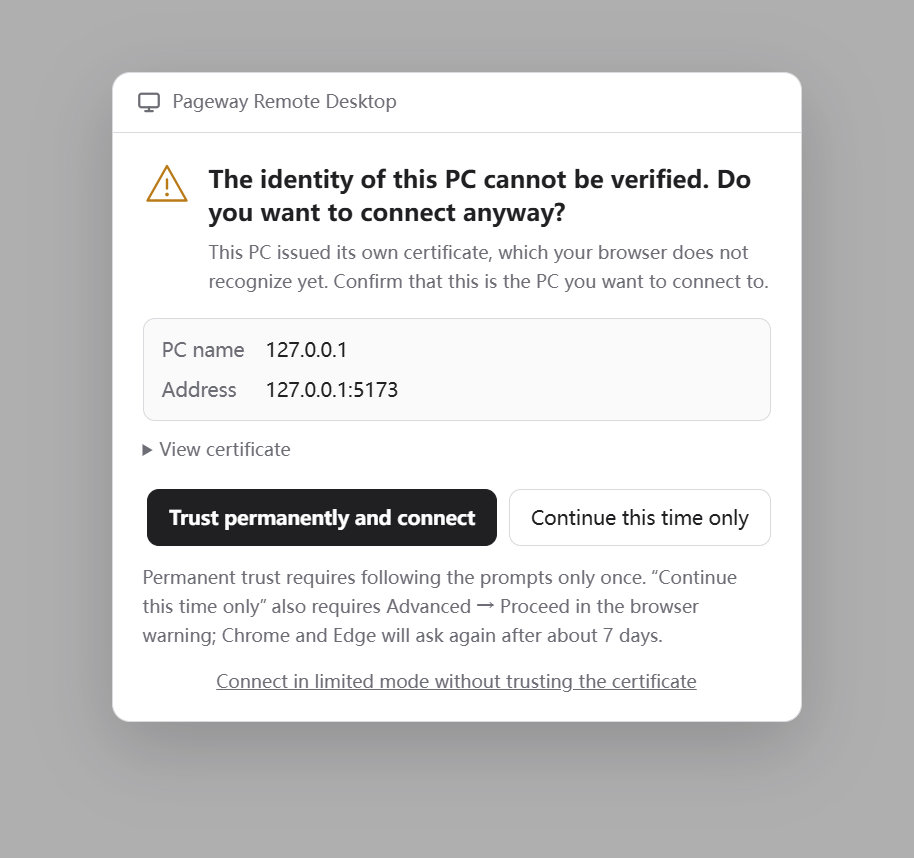 Pageway Remote Desktop
The identity of this PC cannot be verified. Do
you want to connect anyway?
This PC issued its own certificate, which your browser does not
recognize yet. Confirm that this is the PC you want to connect to.
PC name 127.0.0.1
Address 127.0.0.1:5173
▶ View certificate
Trust permanently and connect Continue this time only
Permanent trust requires following the prompts only once. “Continue
this time only” also requires Advanced → Proceed in the browser
warning; Chrome and Edge will ask again after about 7 days.
Connect in limited mode without trusting the certificate